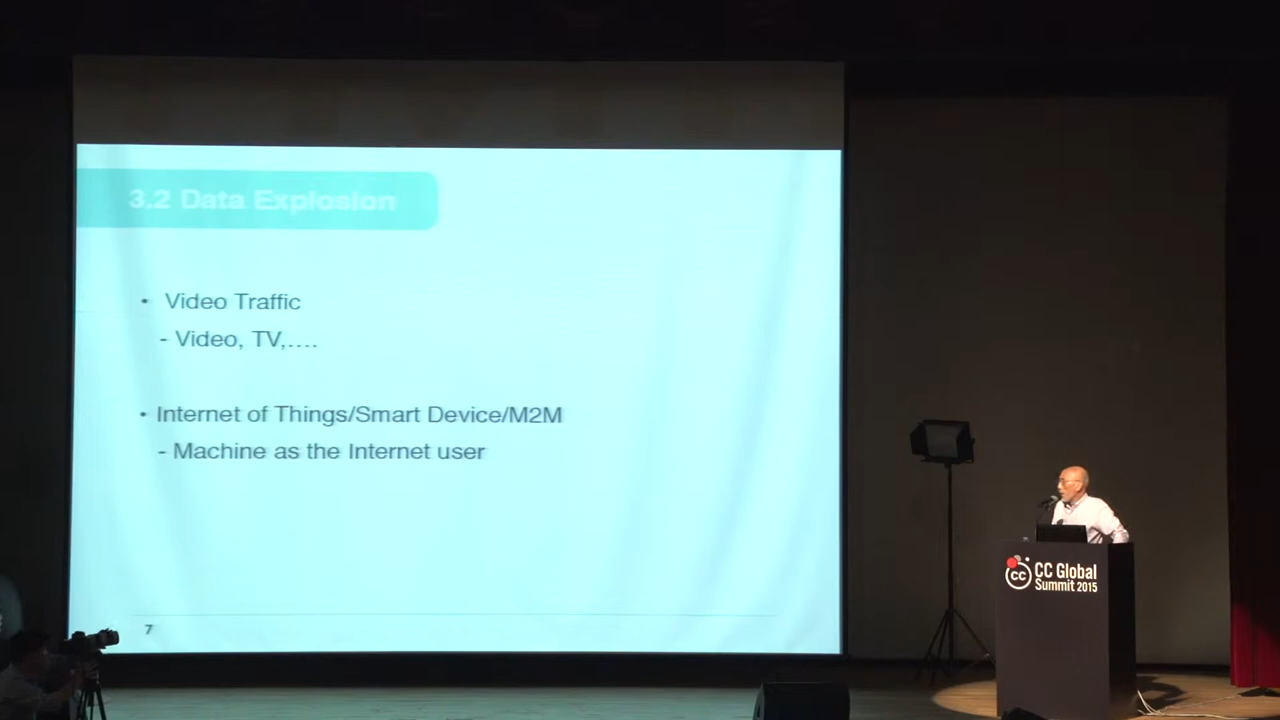 3.2 Data Explosion
• Video Traffic
- Video, TV,....
• Internet of Things/Smart Device/M2M
- Machine as the Internet user
7
cc
CC Global
Summit 2015